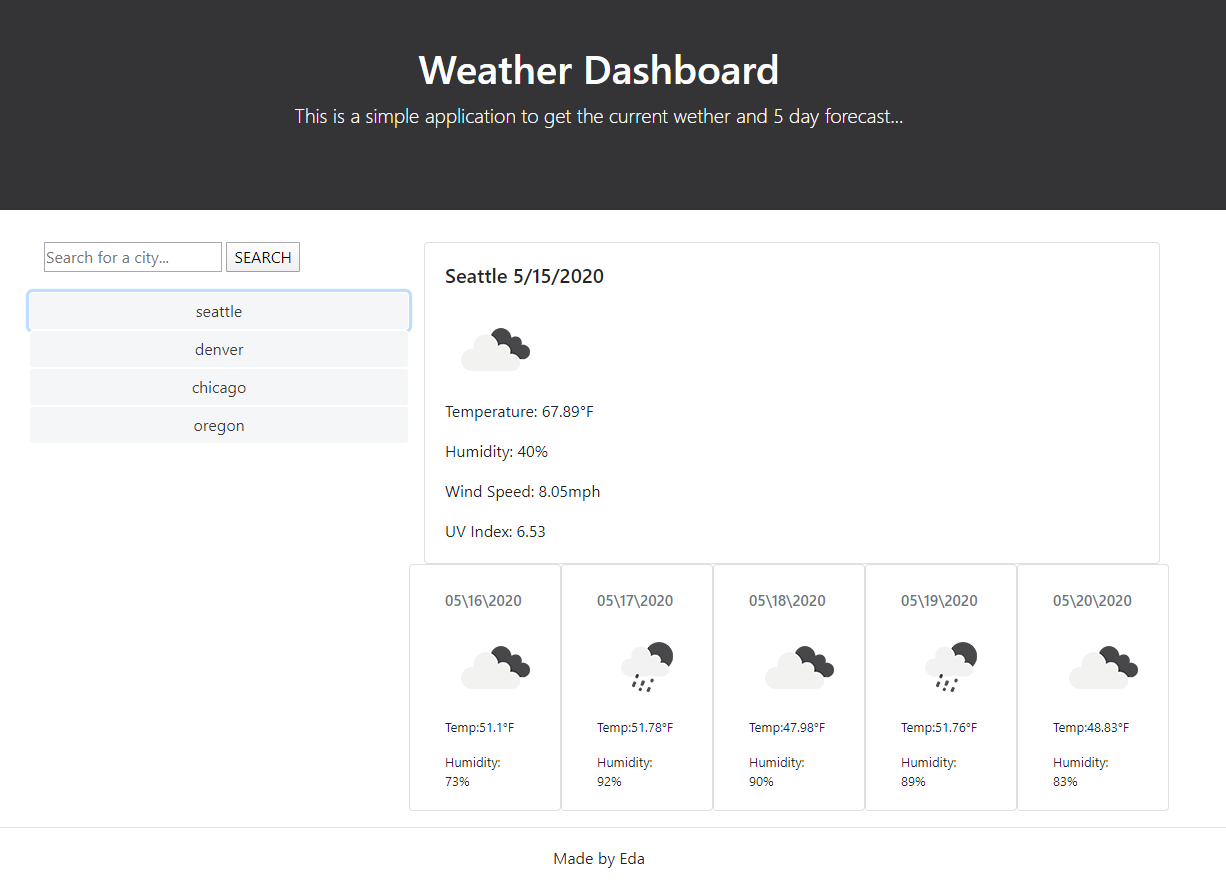 Weather Dashboard
This is a simple application to get the current wether and 5 day forecast...
Search for a city...
SEARCH
seattle
denver
chicago
oregon
Seattle 5/15/2020
Temperature: 67.89°F
Humidity: 40%
Wind Speed: 8.05mph
UV Index: 6.53
05\16\2020
Temp:51.1°F
Humidity:
73%
05\17\2020
Temp:51.78°F
Humidity:
92%
05\18\2020
Temp:47.98°F
Humidity:
90%
05\19\2020
Temp:51.76°F
Humidity:
89%
05\20\2020
Temp:48.83°F
Humidity:
83%
Made by Eda